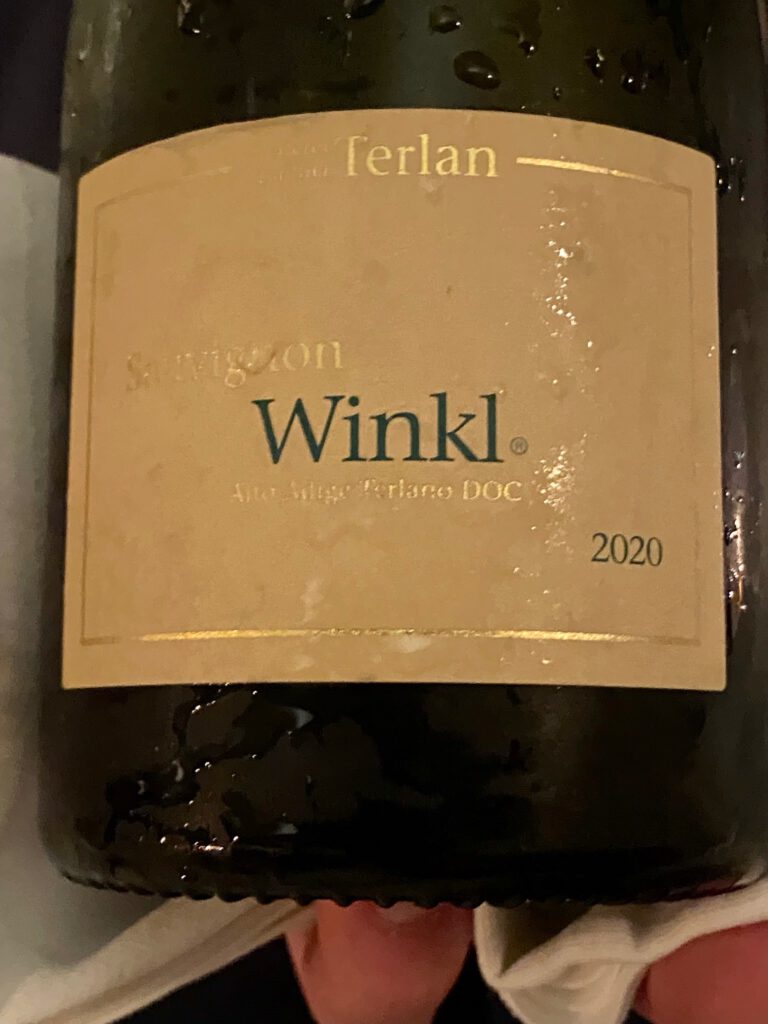 Terlan
Sauvignon
Winkl®
Alto Adige Terlano DOC
2020